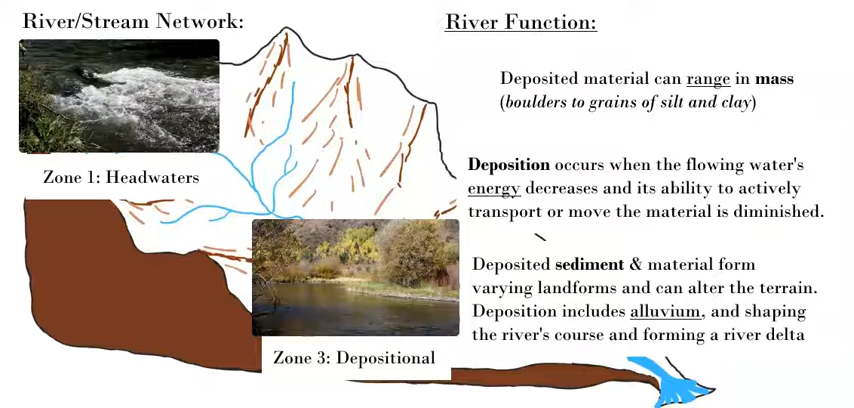 River/Stream Network:
Zone 1: Headwaters
Zone 3: Depositional
River Function:
Deposited material can range in mass
(boulders to grains of silt and clay)
Deposition occurs when the flowing water's
energy decreases and its ability to actively
transport or move the material is diminished.
Deposited sediment & material form
varying landforms and can alter the terrain.
Deposition includes alluvium, and shaping
the river's course and forming a river delta